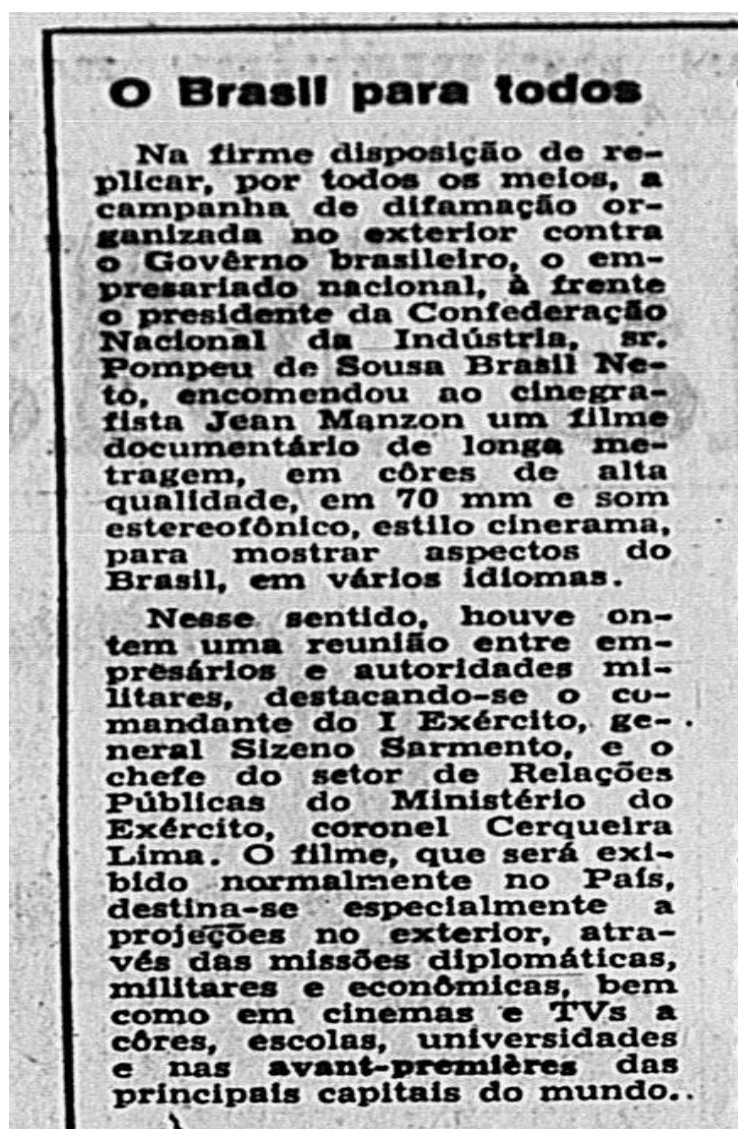 O Brasil para todos
Na firme disposição de re-
plicar, por todos os meios, a
campanha de difamação or-
ganizada no exterior contra
o Govêrno brasileiro, o em-
presariado nacional, à frente
o presidente da Confederação
Nacional da Indústria, sr.
Pompeu de Sousa Brasil Ne-
to, encomendou ao cinegra-
fista Jean Manzon um filme
documentário de longa me-
tragem, em côres de alta
qualidade, em 70 mm e som
estereofônico, estilo cinerama,
para mostrar aspectos do
Brasil, em vários idiomas.
Nesse sentido, houve on-
tem uma reunião entre em-
presários e autoridades mi-
litares, destacando-se o co-
mandante do I Exército, ge-
neral Sizeno Sarmento, e o
chefe do setor de Relações
Públicas do Ministério do
Exército, coronel Cerqueira
Lima. O filme, que será exi-
bido normalmente no País,
destina-se especialmente a
projeções no exterior, atra-
vés das missões diplomáticas,
militares e econômicas, bem
como em cinemas e TVs a
côres, escolas, universidades
e nas avant-premières das
principais capitais do mundo..